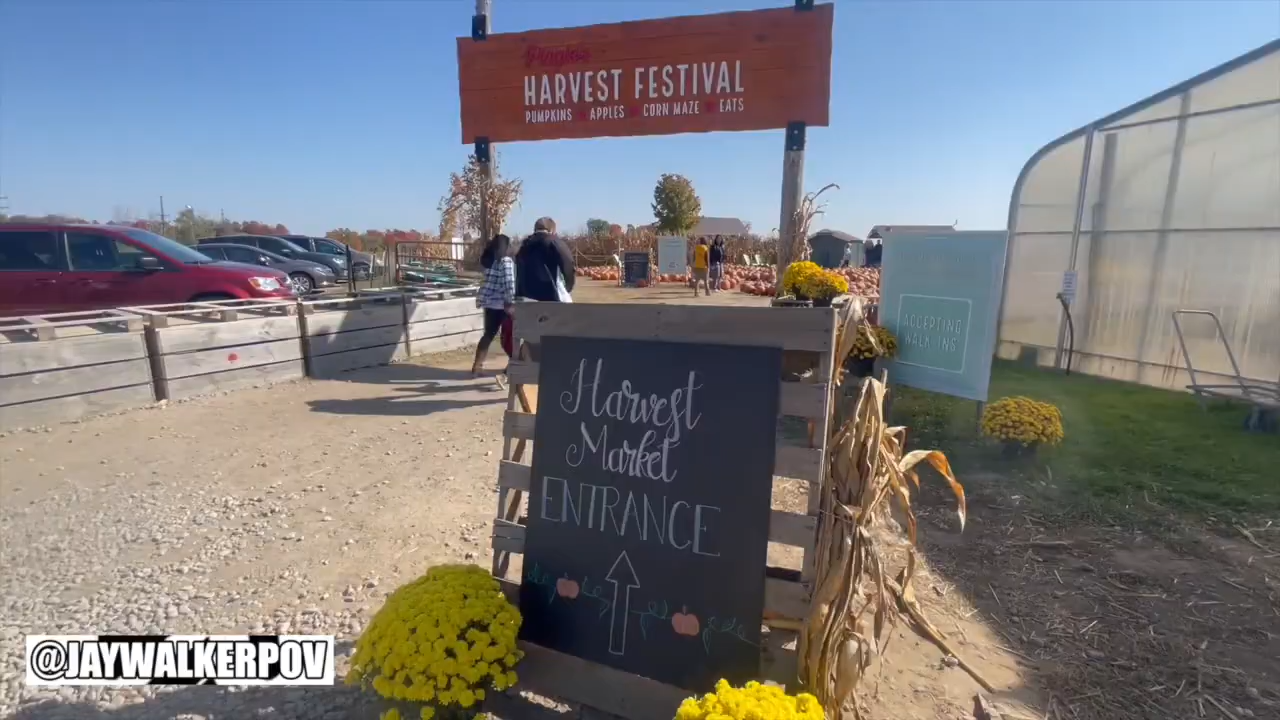 HARVEST FESTIVAL
PUMPKINS APPLES CORN MAZE EATS
ACCEPTING
WALK INS
Harvest
Market
ENTRANCE
@JAYWALKERPOV